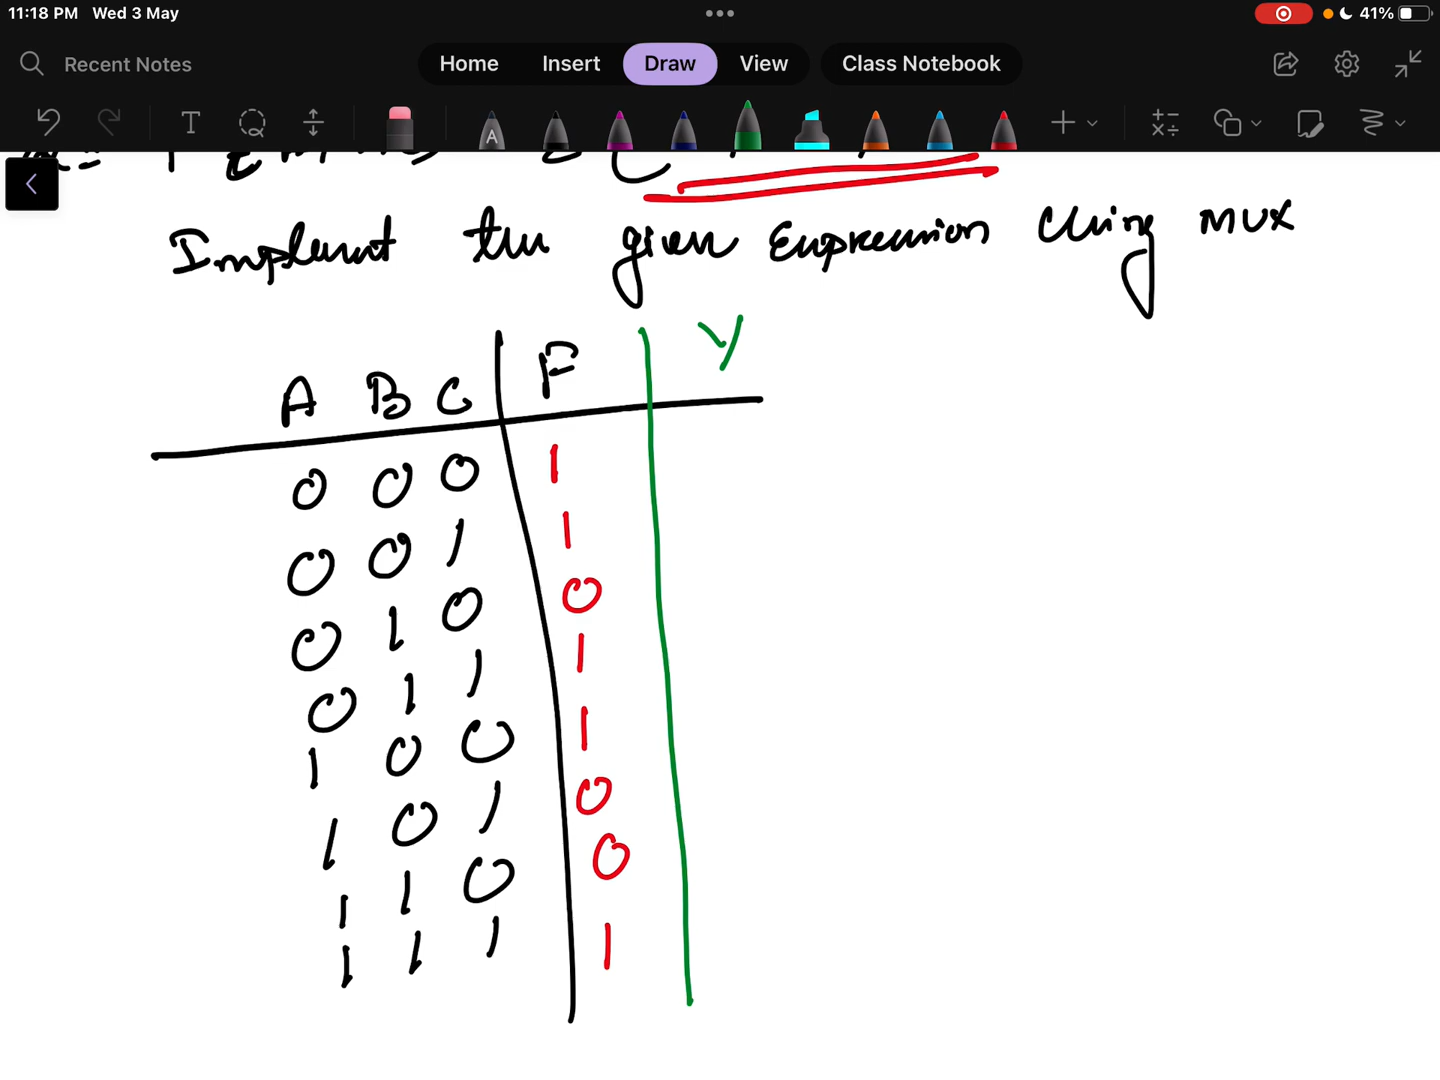 11:18 PM Wed 3 May
41%
Recent Notes
Home Insert Draw View Class Notebook
T
A
Implement the given Expression Using MUX
A B C F Y
0 0 0 1
0 0 1 1
0 1 0 0
0 1 1 1
1 0 0 1
1 0 1 0
1 1 0 0
1 1 1 1